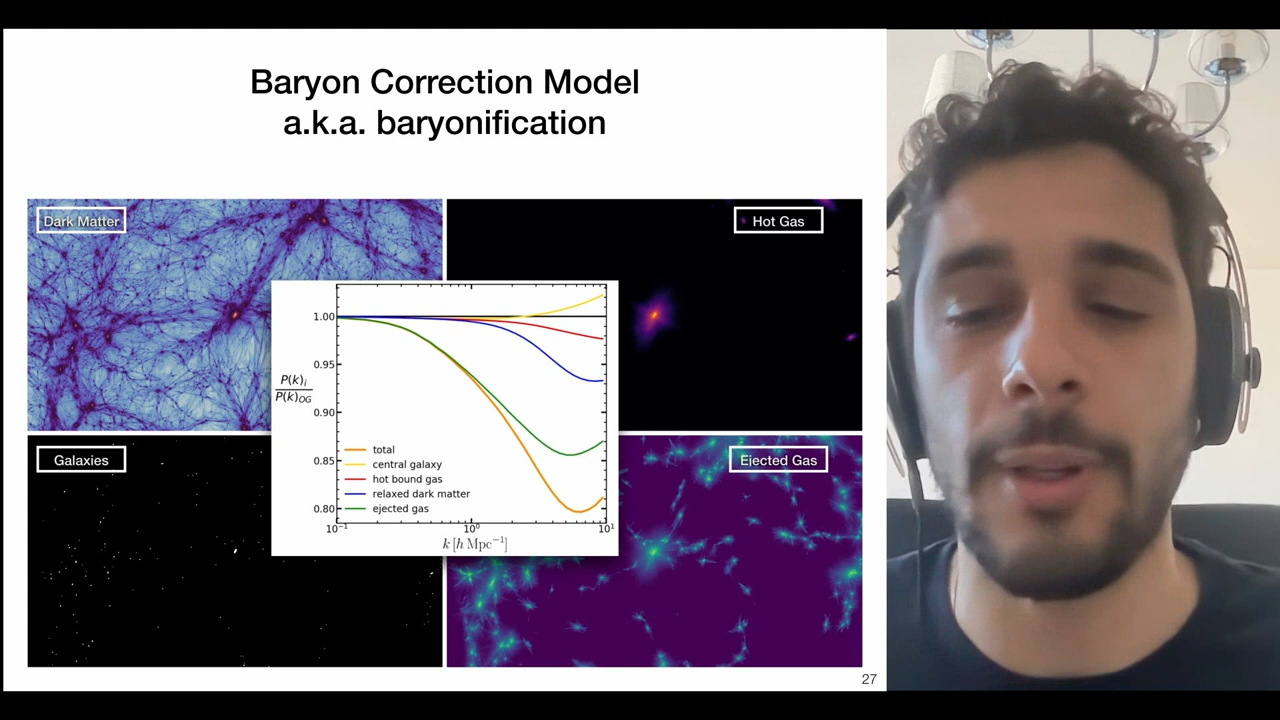 Baryon Correction Model
a.k.a. baryonification
Dark Matter
Hot Gas
1.00
0.95
0.90
0.85
0.80
P(k)i
P(k)OG
total
central galaxy
hot bound gas
relaxed dark matter
ejected gas
10⁻¹
10⁰
10¹
k [h Mpc⁻¹]
Galaxies
Ejected Gas
27